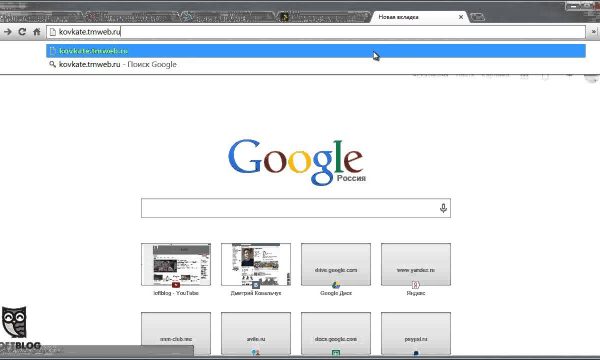 Новая вкладка
kovkate.tmweb.ru
kovkate.tmweb.ru
kovkate.tmweb.ru - Поиск Google
Google
Россия
drive.google.com
www.yandex.ru
loftblog - YouTube
Дмитрий Ковальчук
Google Диск
Яндекс
avito.ru
docs.google.com
paypal.ru
OFTBLOG